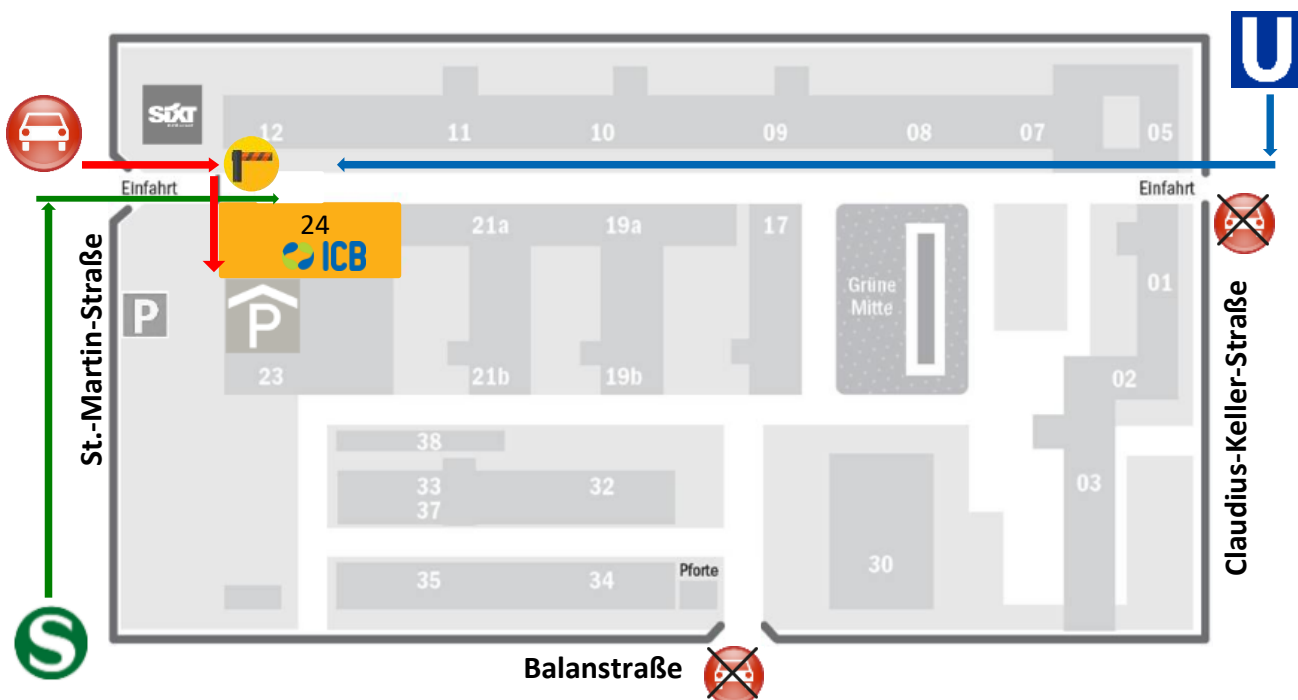 U
SIXT
12
11
10
09
08
07
05
Einfahrt
Einfahrt
24
ICB
21a
19a
17
Grüne
Mitte
01
P
P
St.-Martin-Straße
Claudius-Keller-Straße
23
21b
19b
02
38
33
32
37
03
30
35
34
Pforte
S
Balanstraße